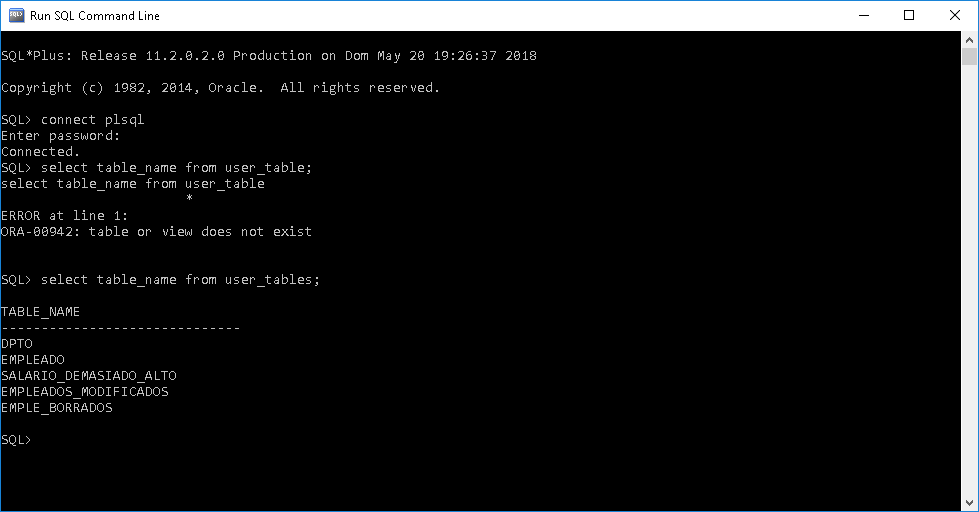 Run SQL Command Line
SQL*Plus: Release 11.2.0.2.0 Production on Dom May 20 19:26:37 2018
Copyright (c) 1982, 2014, Oracle.  All rights reserved.
SQL> connect plsql
Enter password:
Connected.
SQL> select table_name from user_table;
select table_name from user_table
                       *
ERROR at line 1:
ORA-00942: table or view does not exist
SQL> select table_name from user_tables;
TABLE_NAME
------------------------------
DPTO
EMPLEADO
SALARIO_DEMASIADO_ALTO
EMPLEADOS_MODIFICADOS
EMPLE_BORRADOS
SQL>